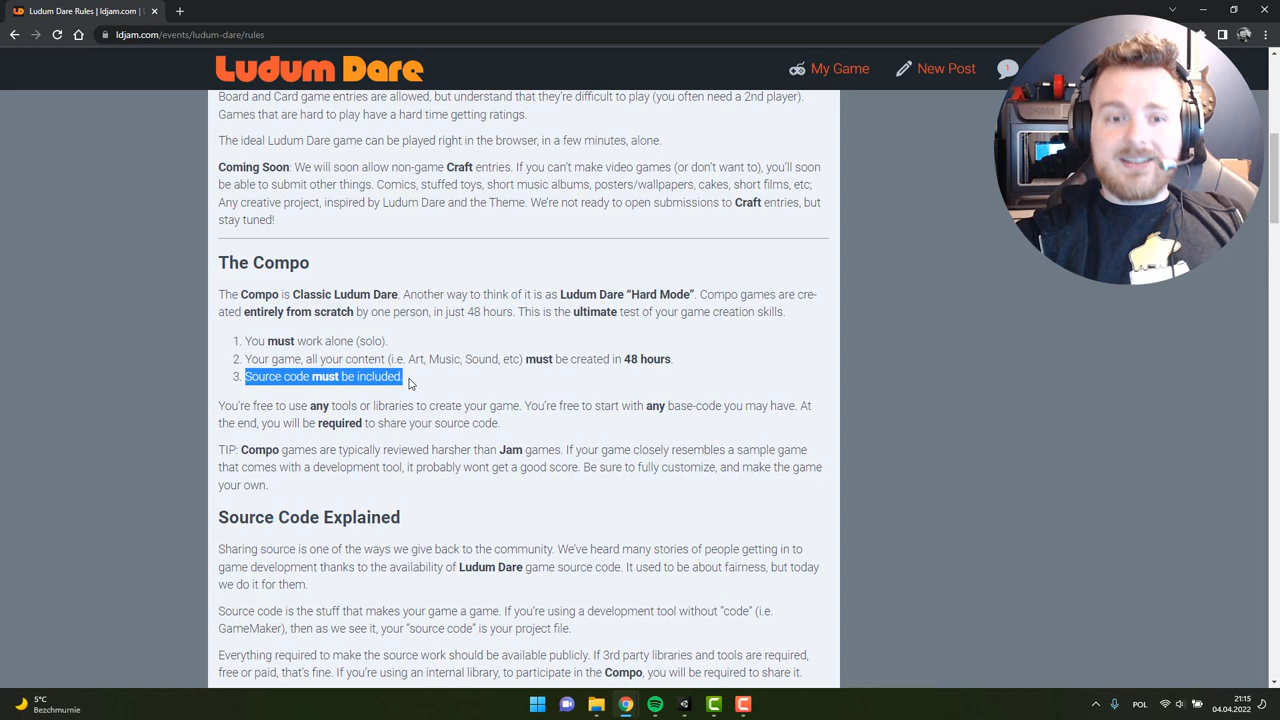 Ludum Dare Rules | ldjam.com |
ldjam.com/events/ludum-dare/rules
Ludum Dare
My Game
New Post
1
Board and Card game entries are allowed, but understand that they're difficult to play (you often need a 2nd player).
Games that are hard to play have a hard time getting ratings.
The ideal Ludum Dare game can be played right in the browser, in a few minutes, alone.
Coming Soon: We will soon allow non-game Craft entries. If you can't make video games (or don't want to), you'll soon
be able to submit other things. Comics, stuffed toys, short music albums, posters/wallpapers, cakes, short films, etc;
Any creative project, inspired by Ludum Dare and the Theme. We're not ready to open submissions to Craft entries, but
stay tuned!
The Compo
The Compo is Classic Ludum Dare. Another way to think of it is as Ludum Dare “Hard Mode”. Compo games are cre-
ated entirely from scratch by one person, in just 48 hours. This is the ultimate test of your game creation skills.
1. You must work alone (solo).
2. Your game, all your content (i.e. Art, Music, Sound, etc) must be created in 48 hours.
3. Source code must be included.
You're free to use any tools or libraries to create your game. You're free to start with any base-code you may have. At
the end, you will be required to share your source code.
TIP: Compo games are typically reviewed harsher than Jam games. If your game closely resembles a sample game
that comes with a development tool, it probably wont get a good score. Be sure to fully customize, and make the game
your own.
Source Code Explained
Sharing source is one of the ways we give back to the community. We've heard many stories of people getting in to
game development thanks to the availability of Ludum Dare game source code. It used to be about fairness, but today
we do it for them.
Source code is the stuff that makes your game a game. If you're using a development tool without “code” (i.e.
GameMaker), then as we see it, your “source code” is your project file.
Everything required to make the source work should be available publicly. If 3rd party libraries and tools are required,
free or paid, that's fine. If you're using an internal library, to participate in the Compo, you will be required to share it.
5°C
Bezchmurnie
POL
21:15
04.04.2022